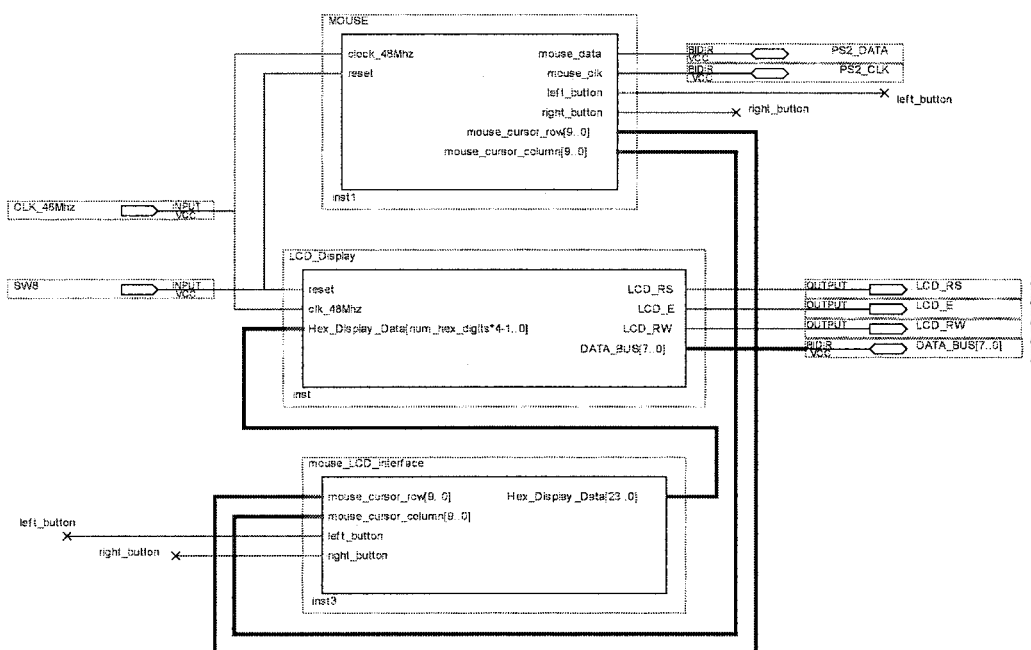 MOUSE
clock_48Mhz
reset
mouse_data
mouse_clk
left_button
right_button
mouse_cursor_row[9..0]
mouse_cursor_column[9..0]
inst1
BIDIR
VCC
PS2_DATA
BIDIR
VCC
PS2_CLK
left_button
right_button
CLK_48Mhz
INPUT
VCC
SW8
INPUT
VCC
LCD_Display
reset
clk_48Mhz
Hex_Display_Data[num_hex_digits*4-1..0]
LCD_RS
LCD_E
LCD_RW
DATA_BUS[7..0]
inst
OUTPUT
LCD_RS
OUTPUT
LCD_E
OUTPUT
LCD_RW
BIDIR
VCC
DATA_BUS[7..0]
mouse_LCD_interface
mouse_cursor_row[9..0]
mouse_cursor_column[9..0]
left_button
right_button
Hex_Display_Data[23..0]
inst3
left_button
right_button